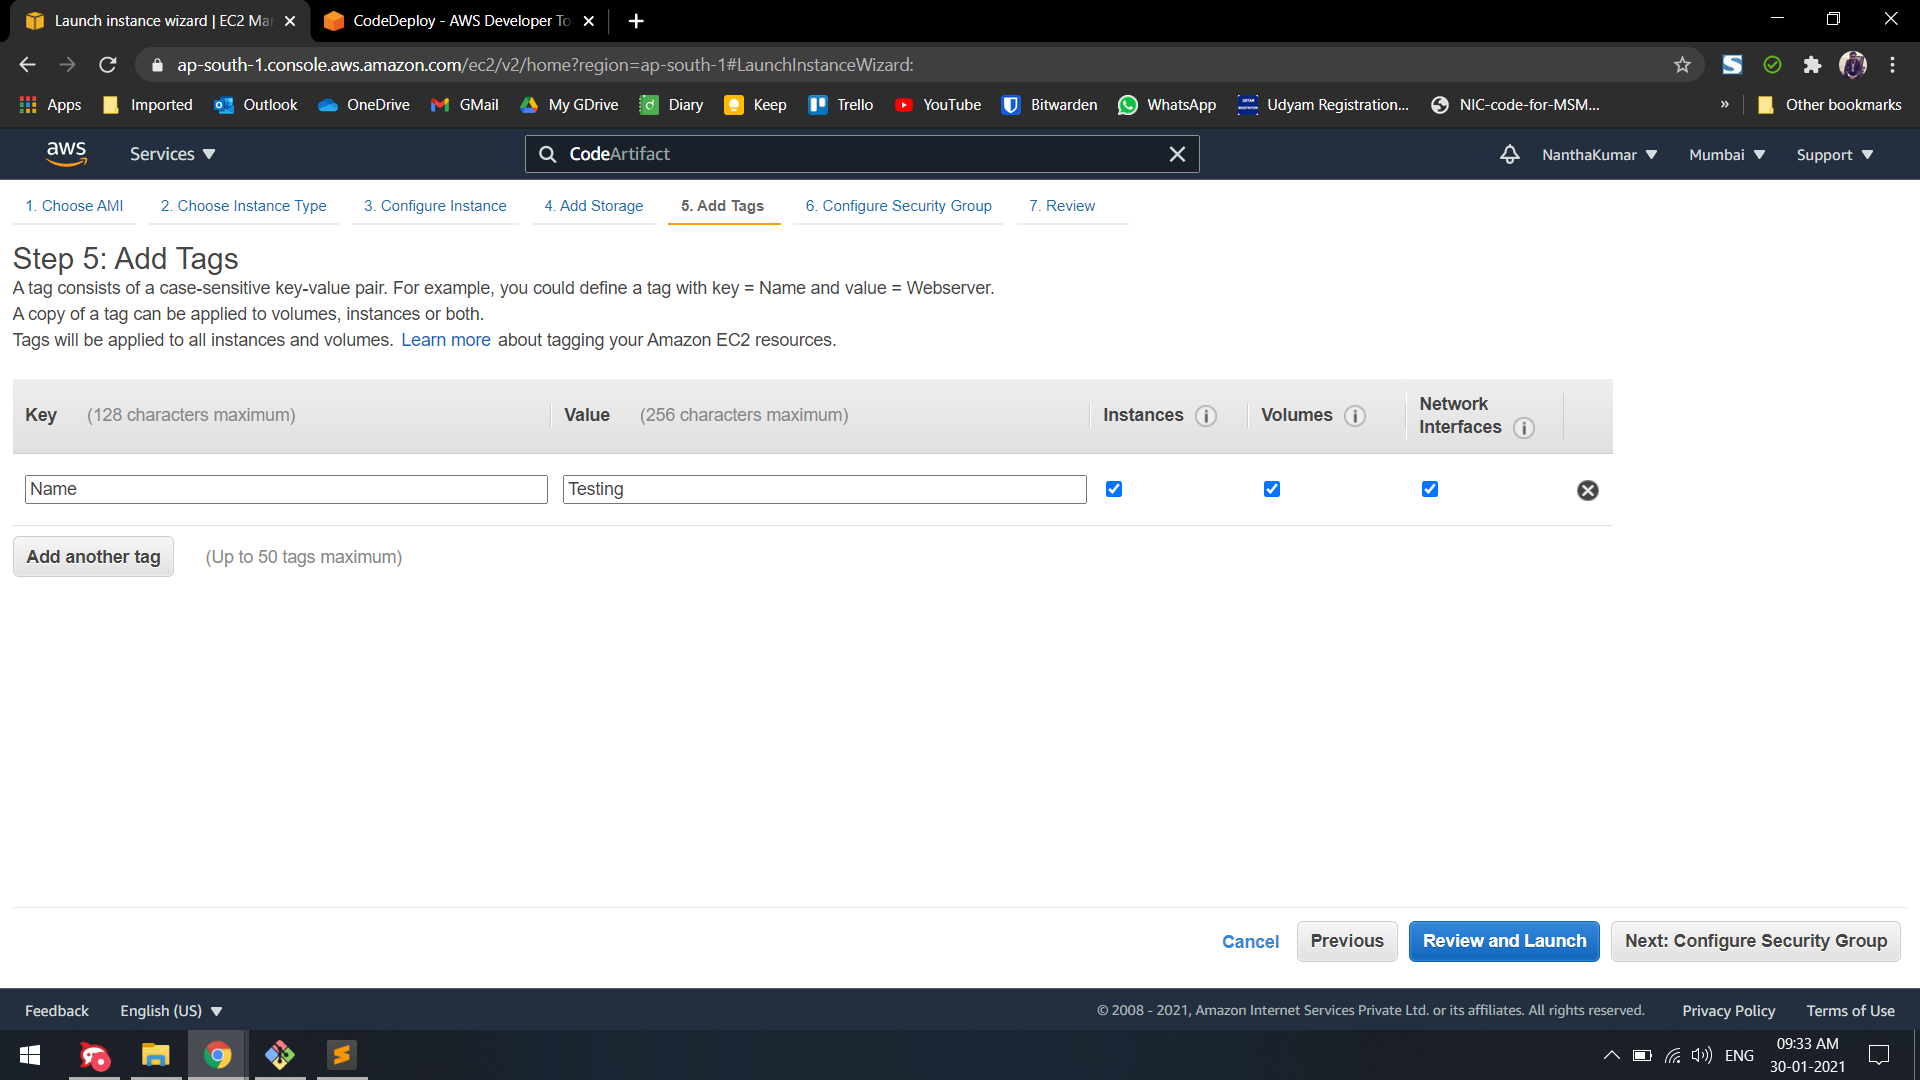 Launch instance wizard | EC2 Ma
CodeDeploy - AWS Developer To
ap-south-1.console.aws.amazon.com/ec2/v2/home?region=ap-south-1#LaunchInstanceWizard:
Apps Imported Outlook OneDrive GMail My GDrive Diary Keep Trello YouTube Bitwarden WhatsApp Udyam Registration... NIC-code-for-MSM... » Other bookmarks
aws Services CodeArtifact NanthaKumar Mumbai Support
1. Choose AMI 2. Choose Instance Type 3. Configure Instance 4. Add Storage 5. Add Tags 6. Configure Security Group 7. Review
Step 5: Add Tags
A tag consists of a case-sensitive key-value pair. For example, you could define a tag with key = Name and value = Webserver.
A copy of a tag can be applied to volumes, instances or both.
Tags will be applied to all instances and volumes. Learn more about tagging your Amazon EC2 resources.
Key (128 characters maximum) Value (256 characters maximum) Instances Volumes Network Interfaces
Name Testing
Add another tag (Up to 50 tags maximum)
Cancel Previous Review and Launch Next: Configure Security Group
Feedback English (US) © 2008 - 2021, Amazon Internet Services Private Ltd. or its affiliates. All rights reserved. Privacy Policy Terms of Use
ENG 09:33 AM
30-01-2021